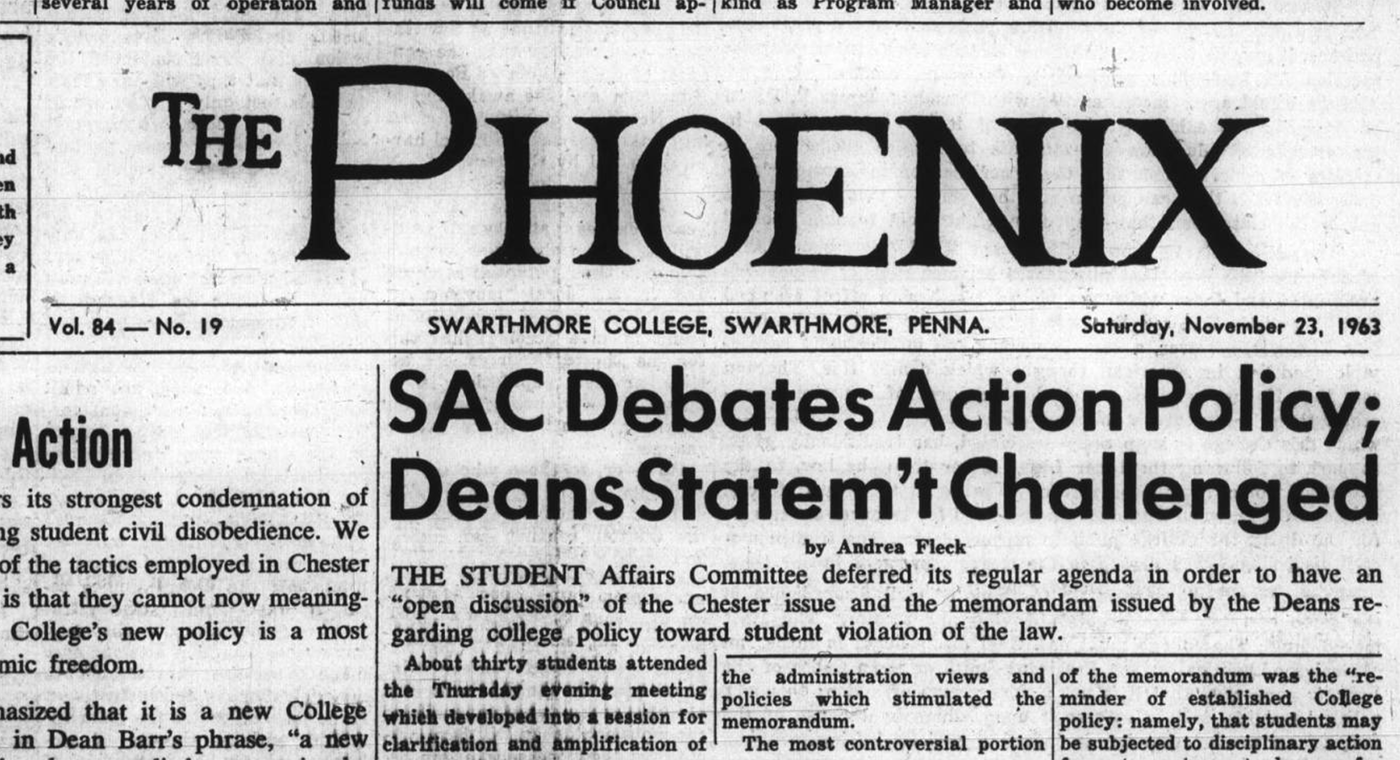 several years of operation and
funds will come if Council ap-
kind as Program Manager and
who become involved.
THE PHOENIX
Vol. 84 — No. 19
SWARTHMORE COLLEGE, SWARTHMORE, PENNA.
Saturday, November 23, 1963
nd
en
th
ey
a
Action
rs its strongest condemnation of
ng student civil disobedience. We
of the tactics employed in Chester
is that they cannot now meaning-
College's new policy is a most
mic freedom.
hasized that it is a new College
in Dean Barr's phrase, "a new
SAC Debates Action Policy;
Deans Statem't Challenged
by Andrea Fleck
THE STUDENT Affairs Committee deferred its regular agenda in order to have an
"open discussion" of the Chester issue and the memorandam issued by the Deans re-
garding college policy toward student violation of the law.
About thirty students attended
the Thursday evening meeting
which developed into a session for
clarification and amplification of
the administration views and
policies which stimulated the
memorandum.
The most controversial portion
of the memorandum was the "re-
minder of established College
policy: namely, that students may
be subjected to disciplinary action